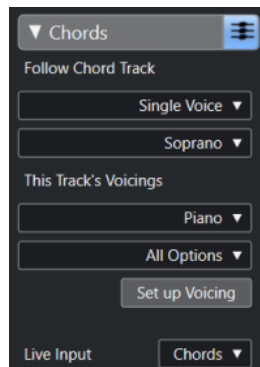 Chords
Follow Chord Track
Single Voice
Soprano
This Track's Voicings
Piano
All Options
Set up Voicing
Live Input Chords